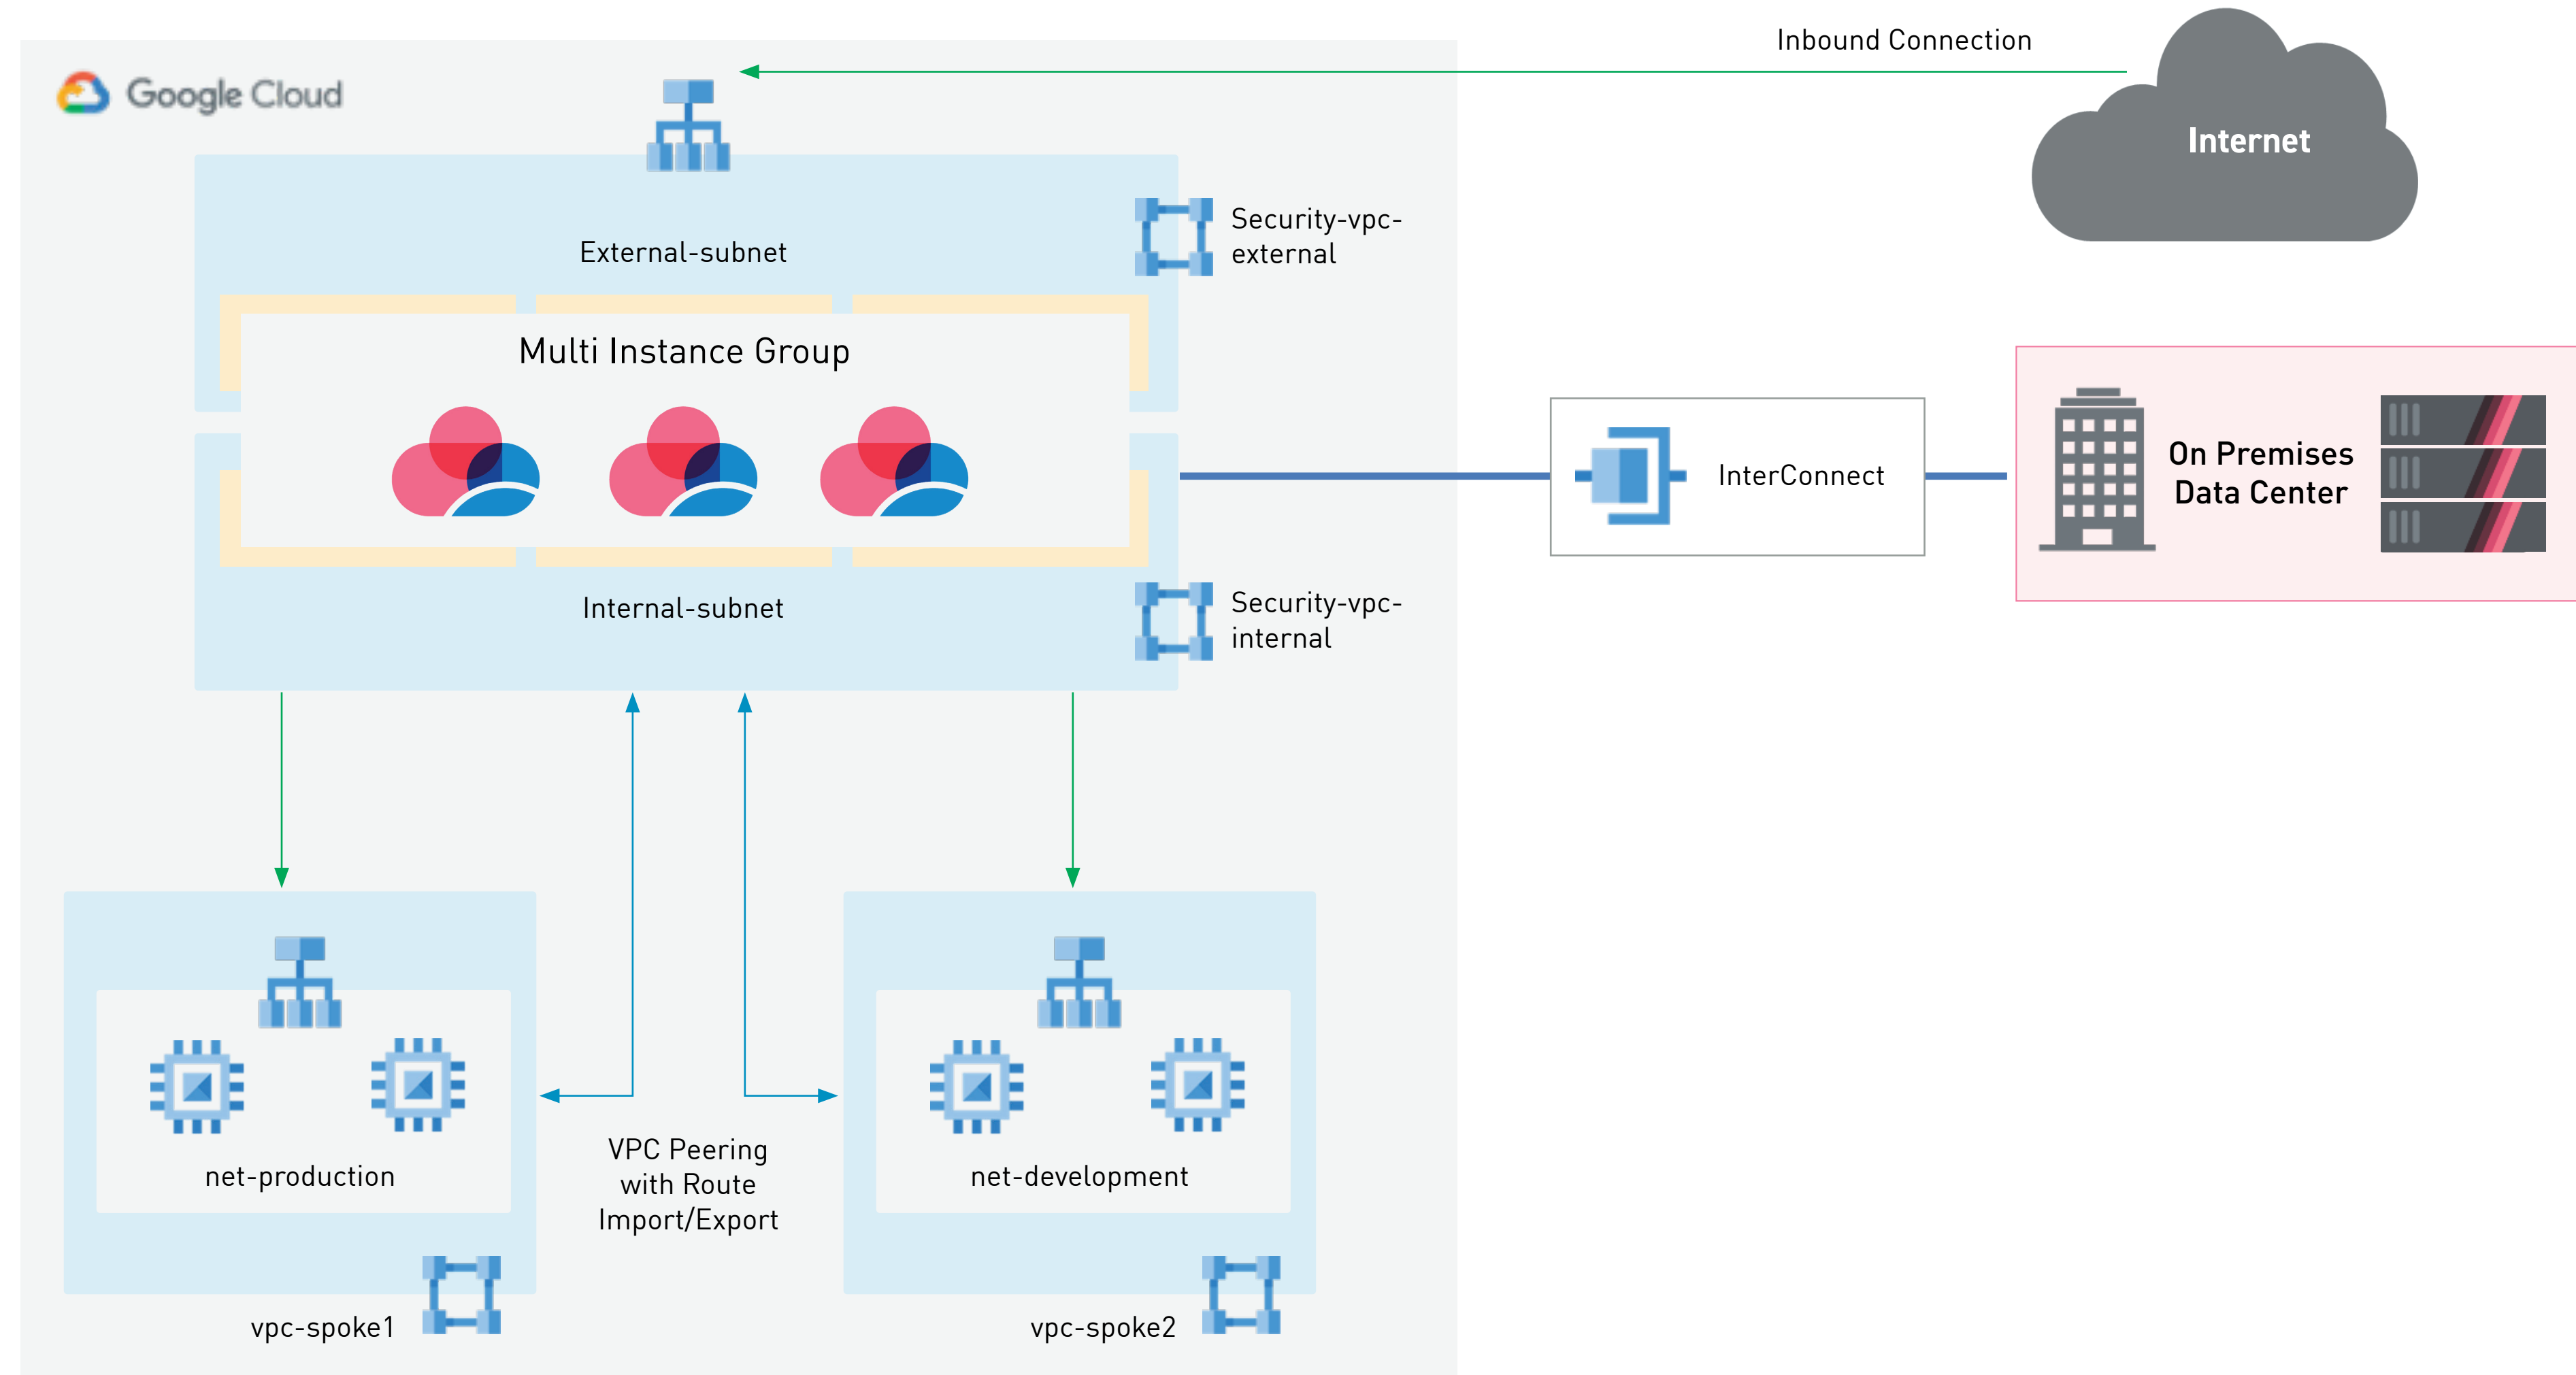 Inbound Connection
Google Cloud
Internet
Security-vpc-
external
External-subnet
Multi Instance Group
InterConnect
On Premises
Data Center
Security-vpc-
internal
Internal-subnet
VPC Peering
with Route
Import/Export
net-production
net-development
vpc-spoke1
vpc-spoke2